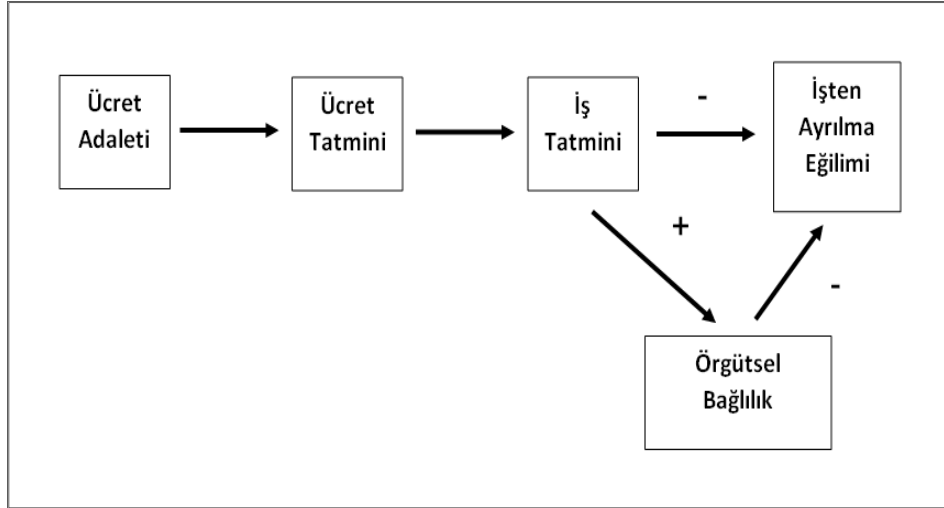 Ücret
Adaleti
Ücret
Tatmini
İş
Tatmini
-
İşten
Ayrılma
Eğilimi
+
-
Örgütsel
Bağlılık